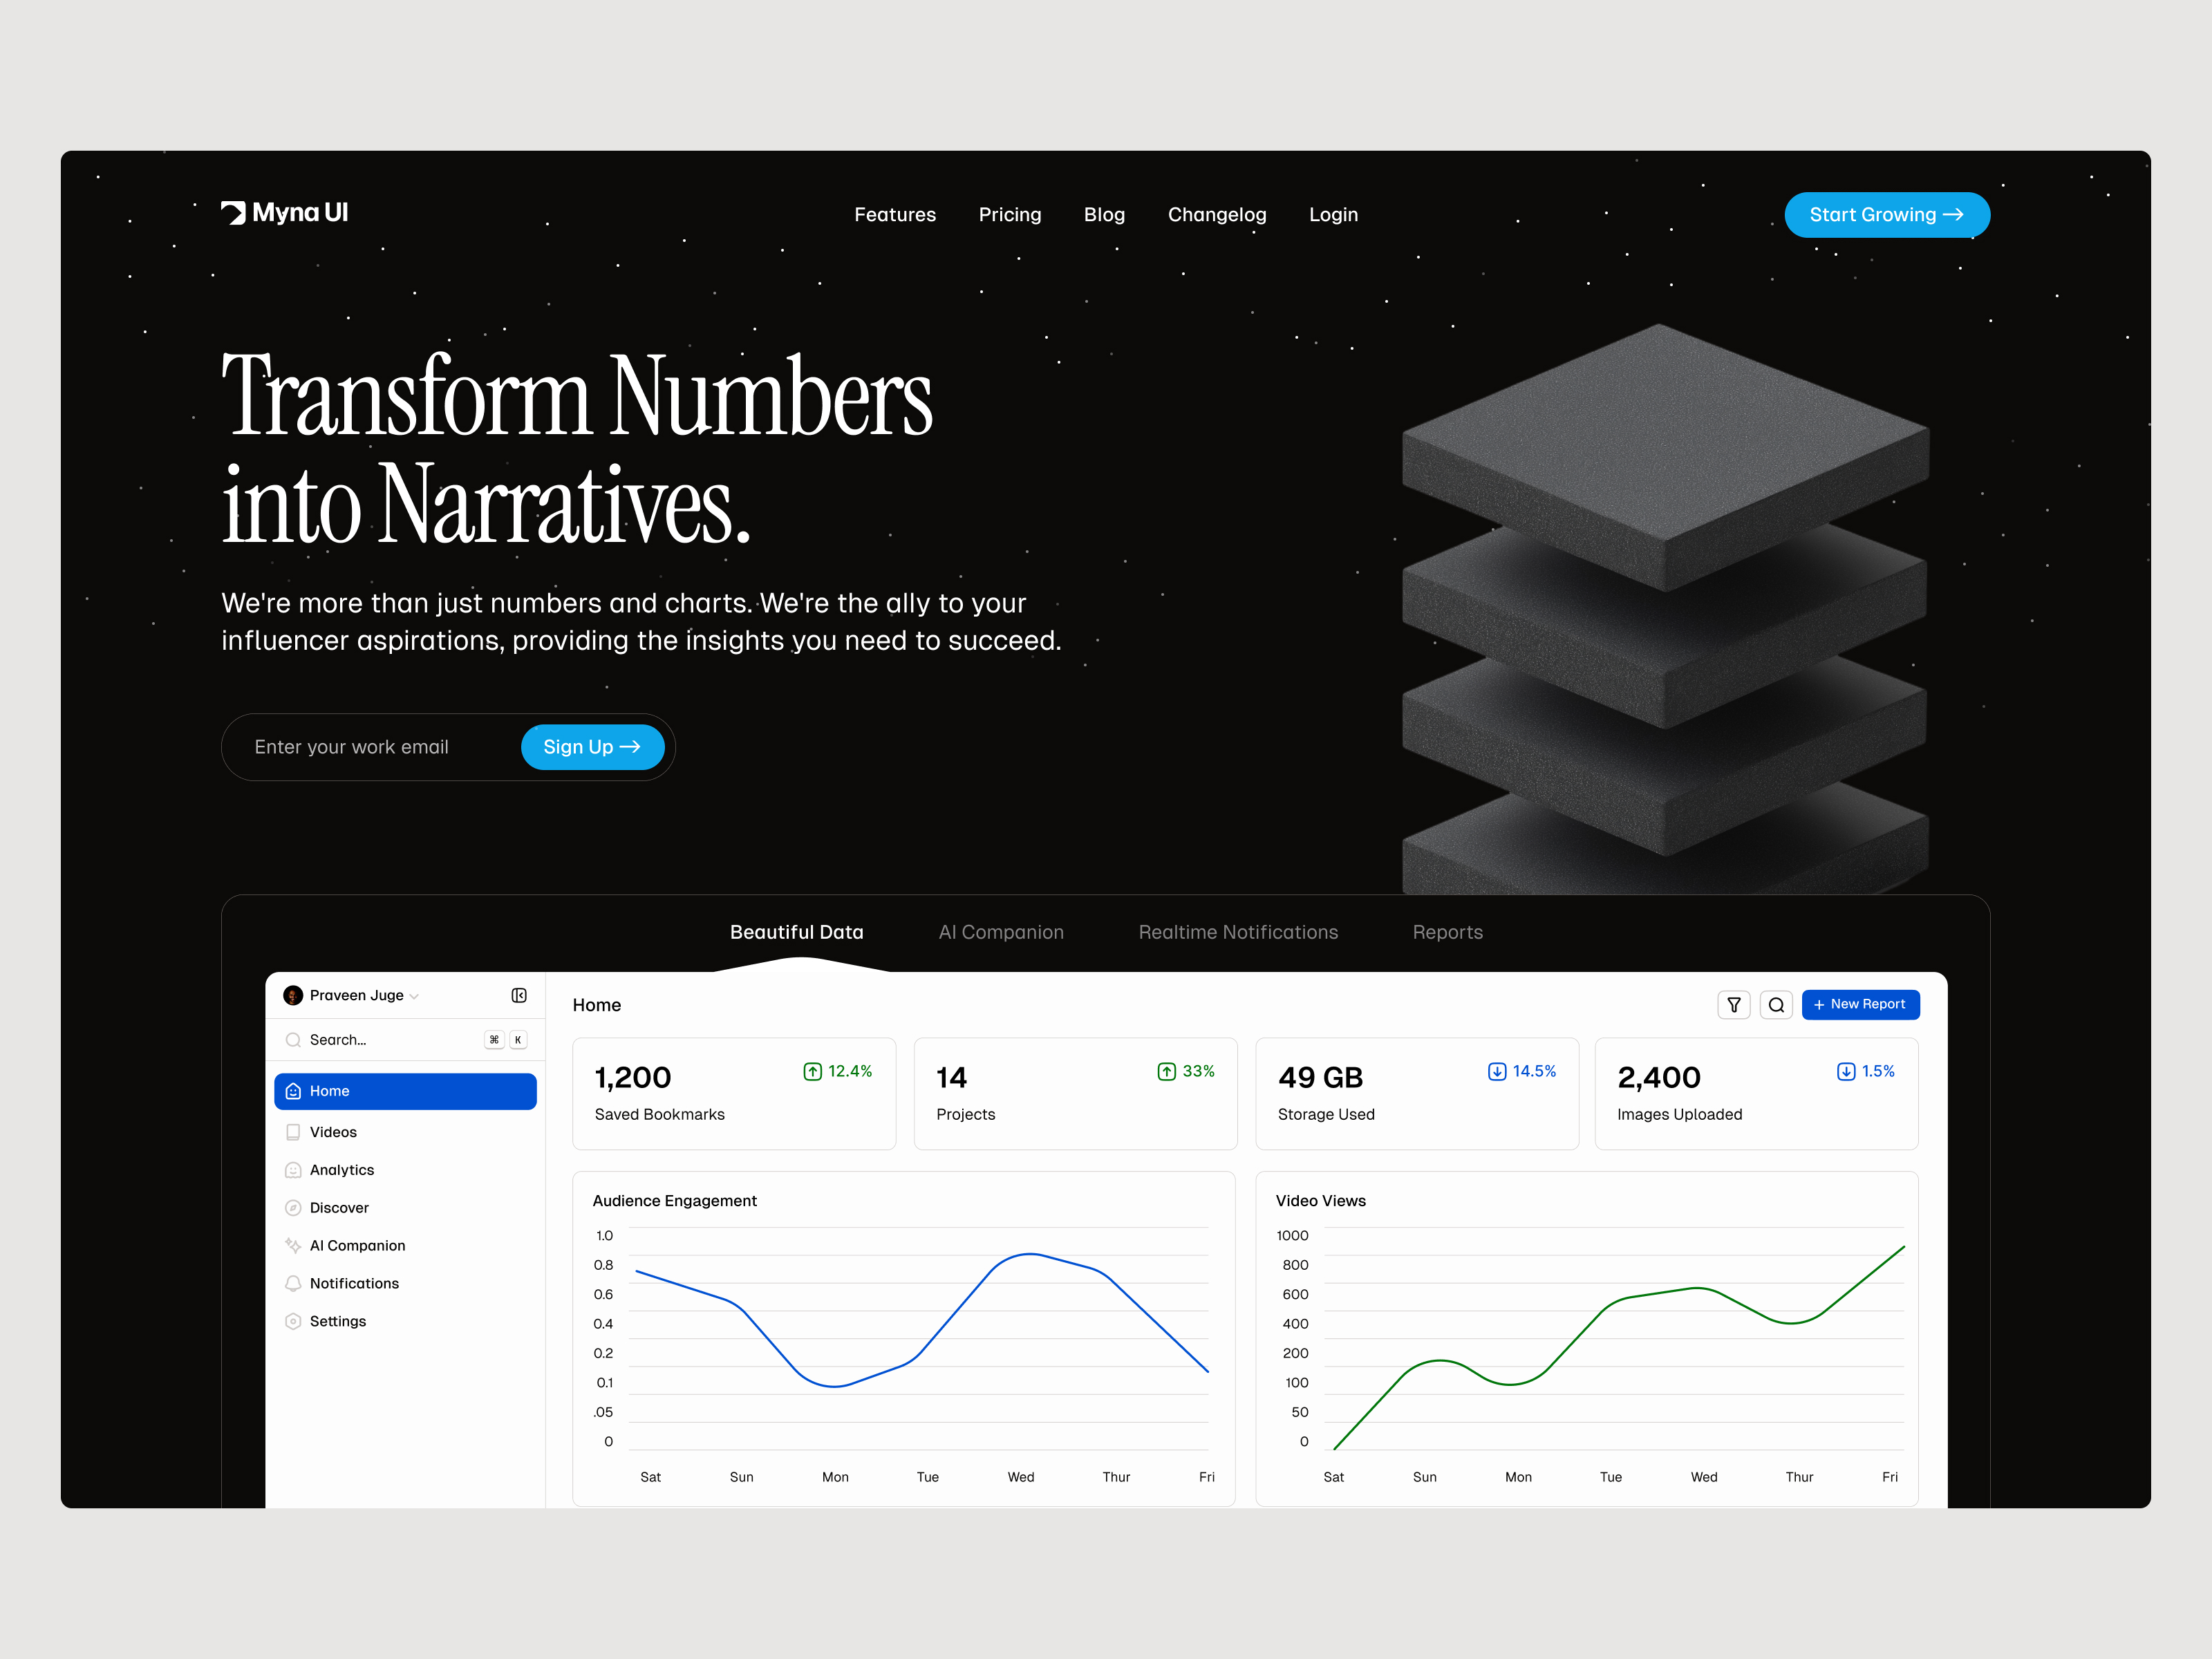 Myna UI
Features Pricing Blog Changelog Login
Start Growing →
Transform Numbers
into Narratives.
We're more than just numbers and charts. We're the ally to your
influencer aspirations, providing the insights you need to succeed.
Enter your work email
Sign Up →
Beautiful Data AI Companion Realtime Notifications Reports
Praveen Juge
Search... ⌘ K
Home
Videos
Analytics
Discover
AI Companion
Notifications
Settings
Home
+ New Report
1,200 12.4%
Saved Bookmarks
14 33%
Projects
49 GB 14.5%
Storage Used
2,400 1.5%
Images Uploaded
Audience Engagement
1.0
0.8
0.6
0.4
0.2
0.1
.05
0
Sat Sun Mon Tue Wed Thur Fri
Video Views
1000
800
600
400
200
100
50
0
Sat Sun Mon Tue Wed Thur Fri